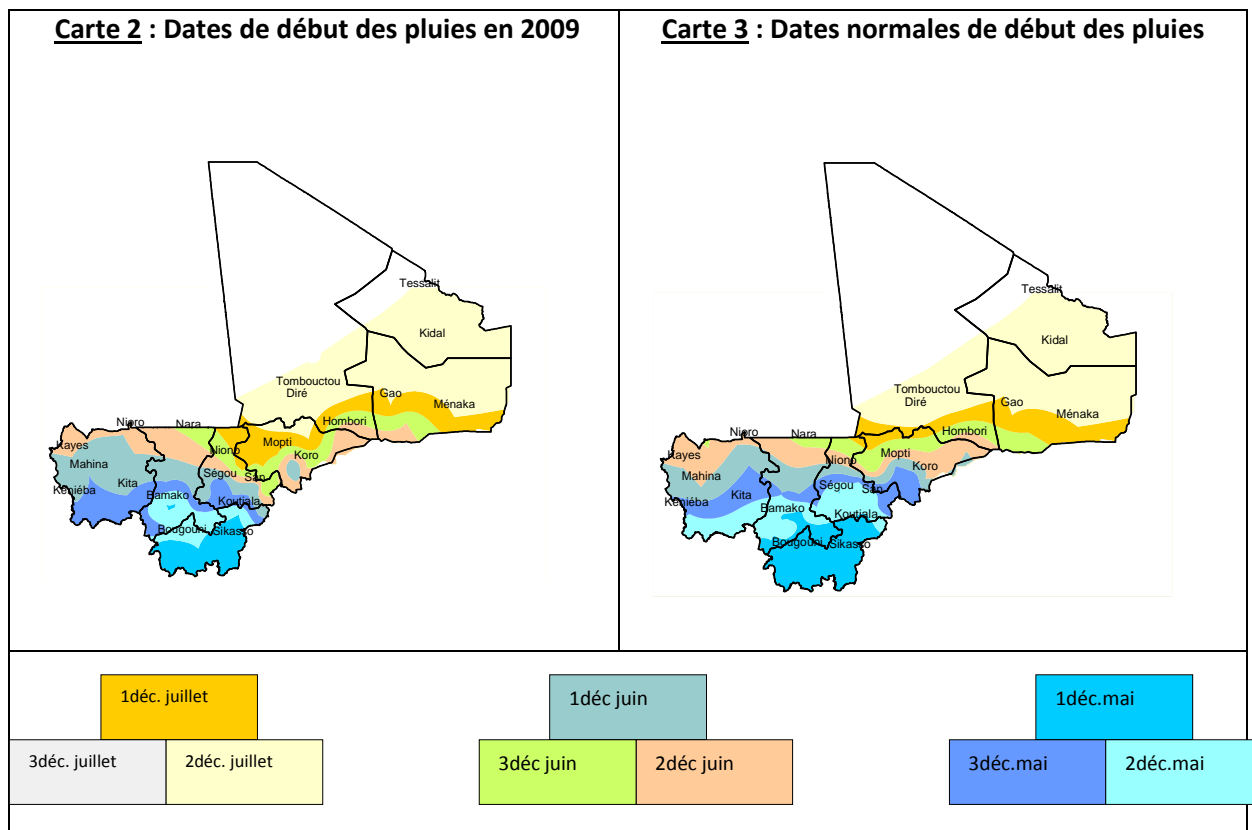 Carte 2 : Dates de début des pluies en 2009
Tessalit
Kidal
Tombouctou
Diré
Gao
Ménaka
Hombori
Nioro
Nara
Mopti
Kayes
Niono
Koro
Mahina
Ségou
San
Kéniéba
Kita
Bamako
Koutiala
Bougouni
Sikasso
Carte 3 : Dates normales de début des pluies
Tessalit
Kidal
Tombouctou
Diré
Gao
Ménaka
Hombori
Nioro
Nara
Mopti
Kayes
Niono
Koro
Mahina
Ségou
San
Kéniéba
Kita
Bamako
Koutiala
Bougouni
Sikasso
1déc. juillet
3déc. juillet
2déc. juillet
1déc juin
3déc juin
2déc juin
1déc.mai
3déc.mai
2déc.mai